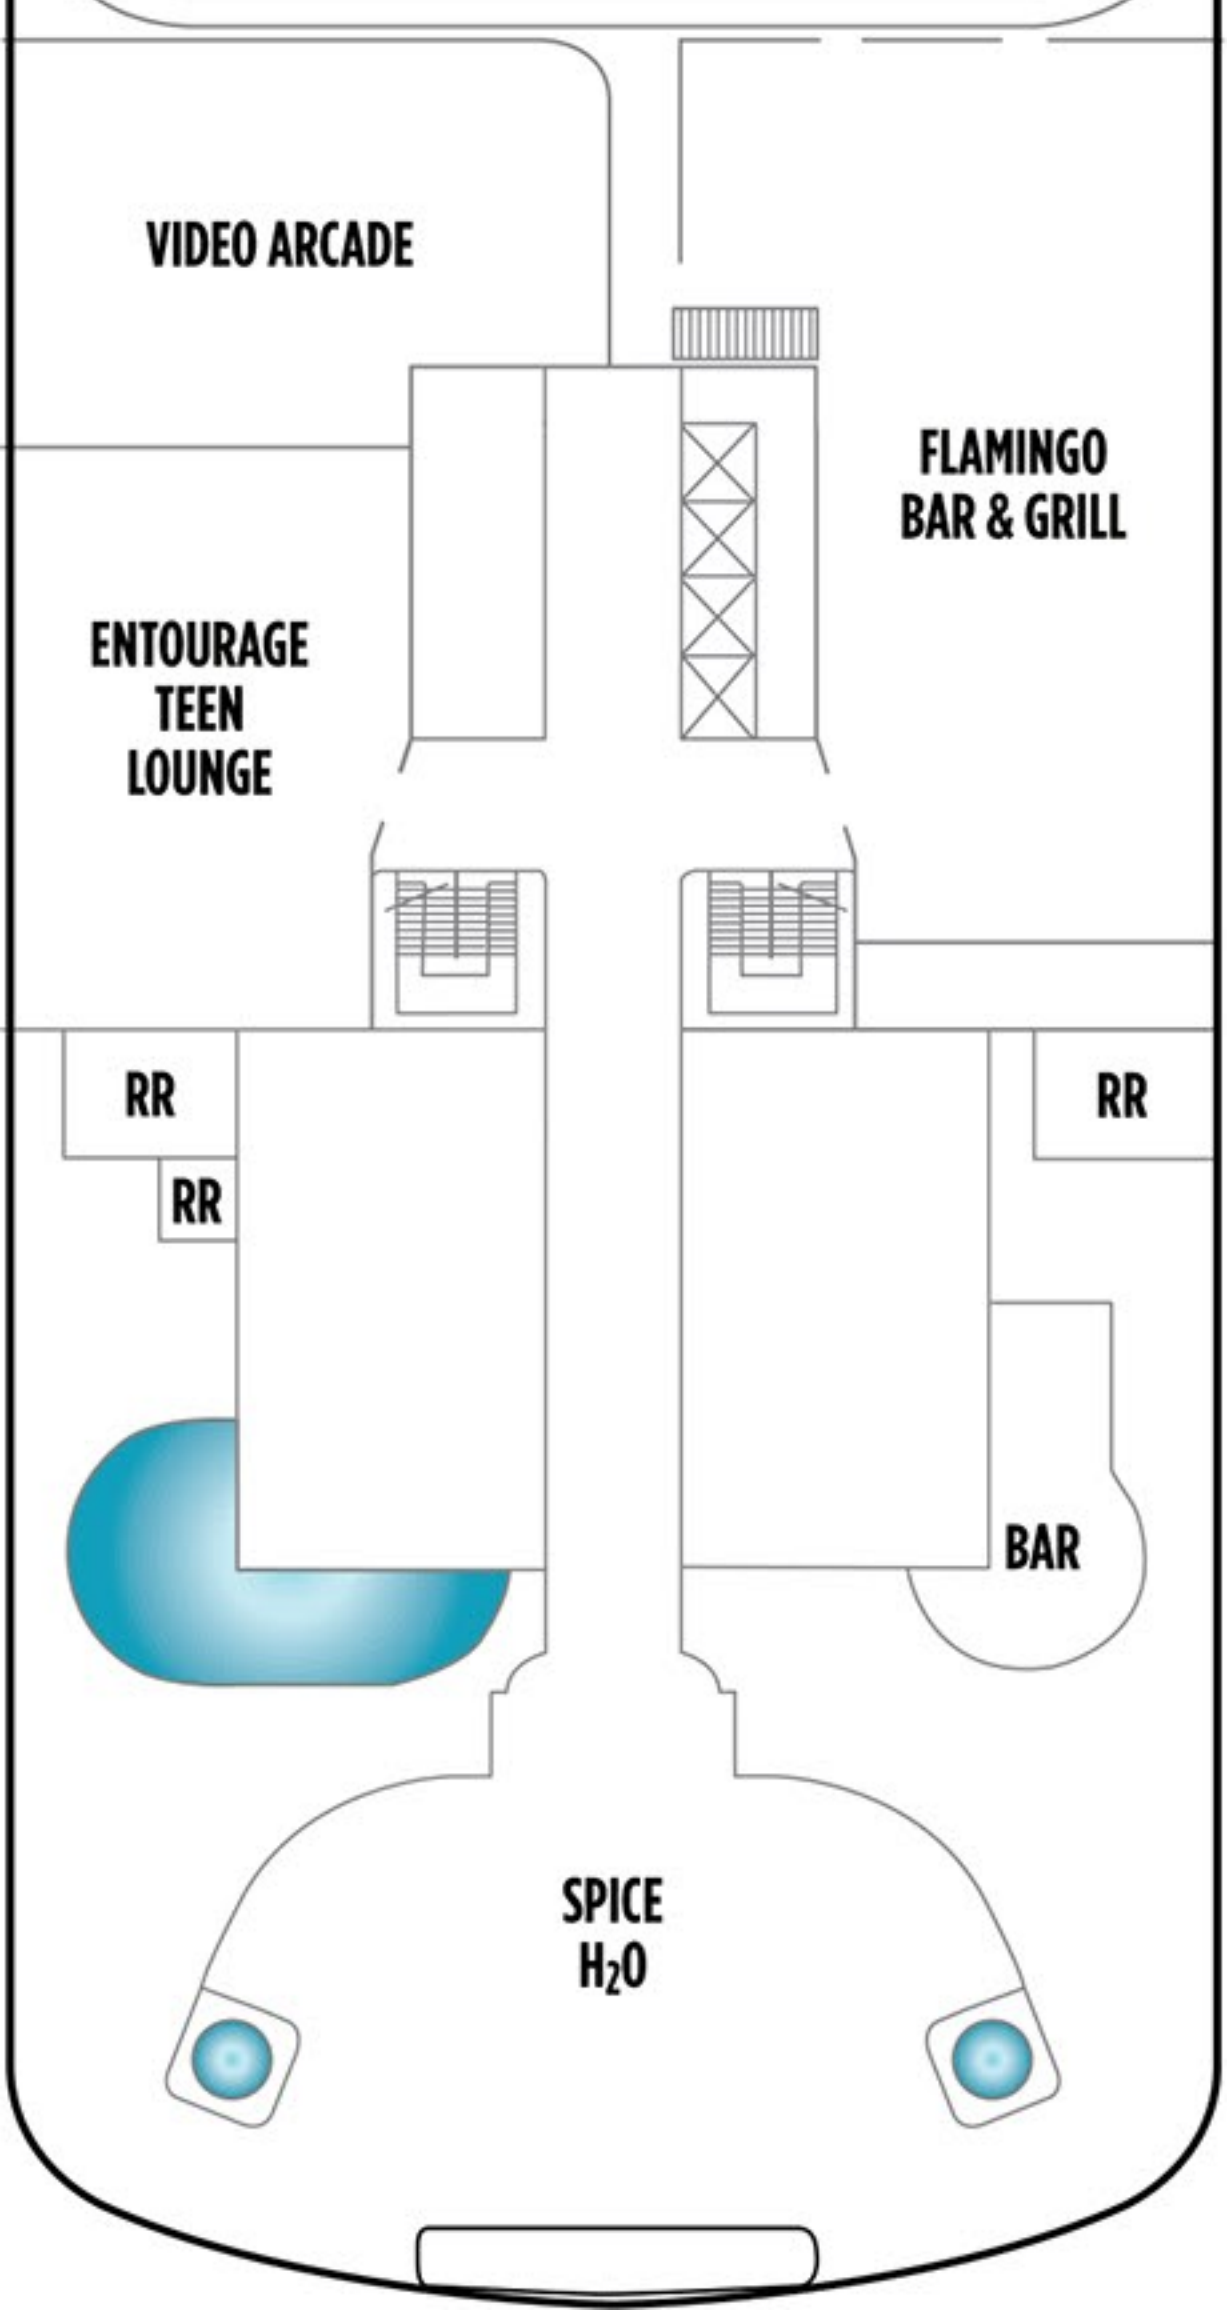 VIDEO ARCADE
FLAMINGO
BAR & GRILL
ENTOURAGE
TEEN
LOUNGE
RR
RR
RR
BAR
SPICE
H₂O